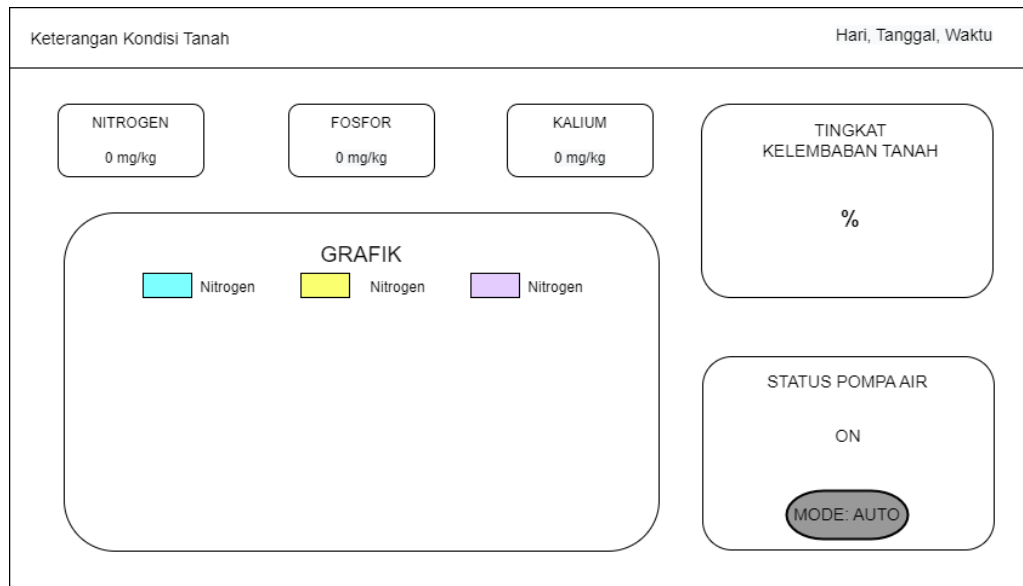 Keterangan Kondisi Tanah
Hari, Tanggal, Waktu
NITROGEN
0 mg/kg
FOSFOR
0 mg/kg
KALIUM
0 mg/kg
TINGKAT
KELEMBABAN TANAH
%
GRAFIK
Nitrogen
Nitrogen
Nitrogen
STATUS POMPA AIR
ON
MODE: AUTO